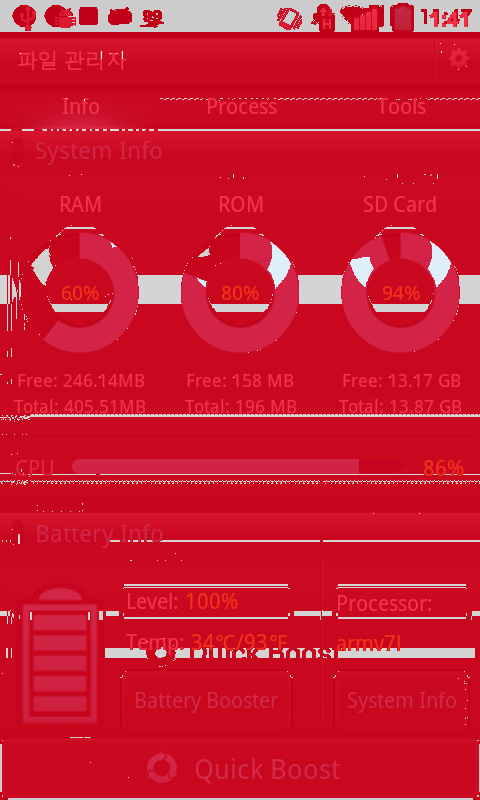 11:47
파일 관리자
Info Process Tools
System Info
RAM ROM SD Card
60% 80% 94%
Free: 246.14MB Free: 158 MB Free: 13.17 GB
Total: 405.51MB Total: 196 MB Total: 13.87 GB
CPU 86%
Battery Info
Level: 100% Processor:
Temp: 34℃/93℉ armv7l
Quick Boost
Battery Booster System Info
Quick Boost